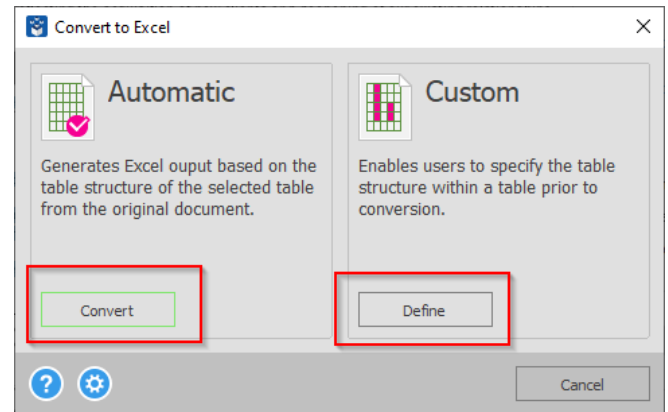 Convert to Excel
Automatic
Generates Excel ouput based on the
table structure of the selected table
from the original document.
Convert
Custom
Enables users to specify the table
structure within a table prior to
conversion.
Define
?
Cancel